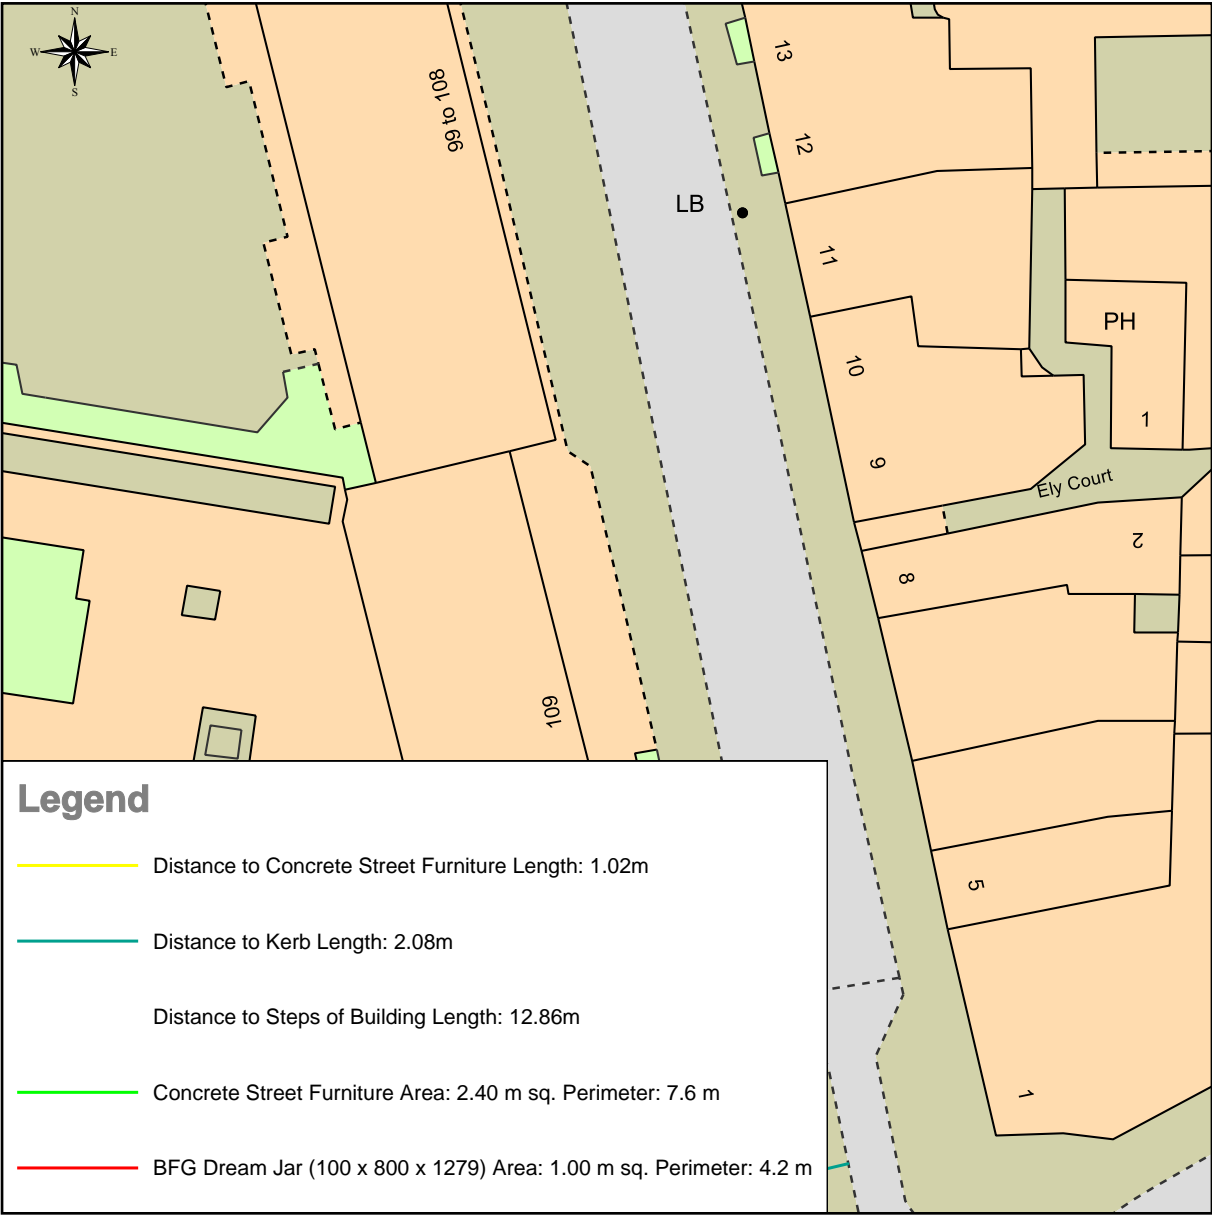 N
W E
S
99 to 108
13
12
LB
11
PH
10
1
9
Ely Court
2
8
109
5
1
Legend
Distance to Concrete Street Furniture Length: 1.02m
Distance to Kerb Length: 2.08m
Distance to Steps of Building Length: 12.86m
Concrete Street Furniture Area: 2.40 m sq. Perimeter: 7.6 m
BFG Dream Jar (100 x 800 x 1279) Area: 1.00 m sq. Perimeter: 4.2 m